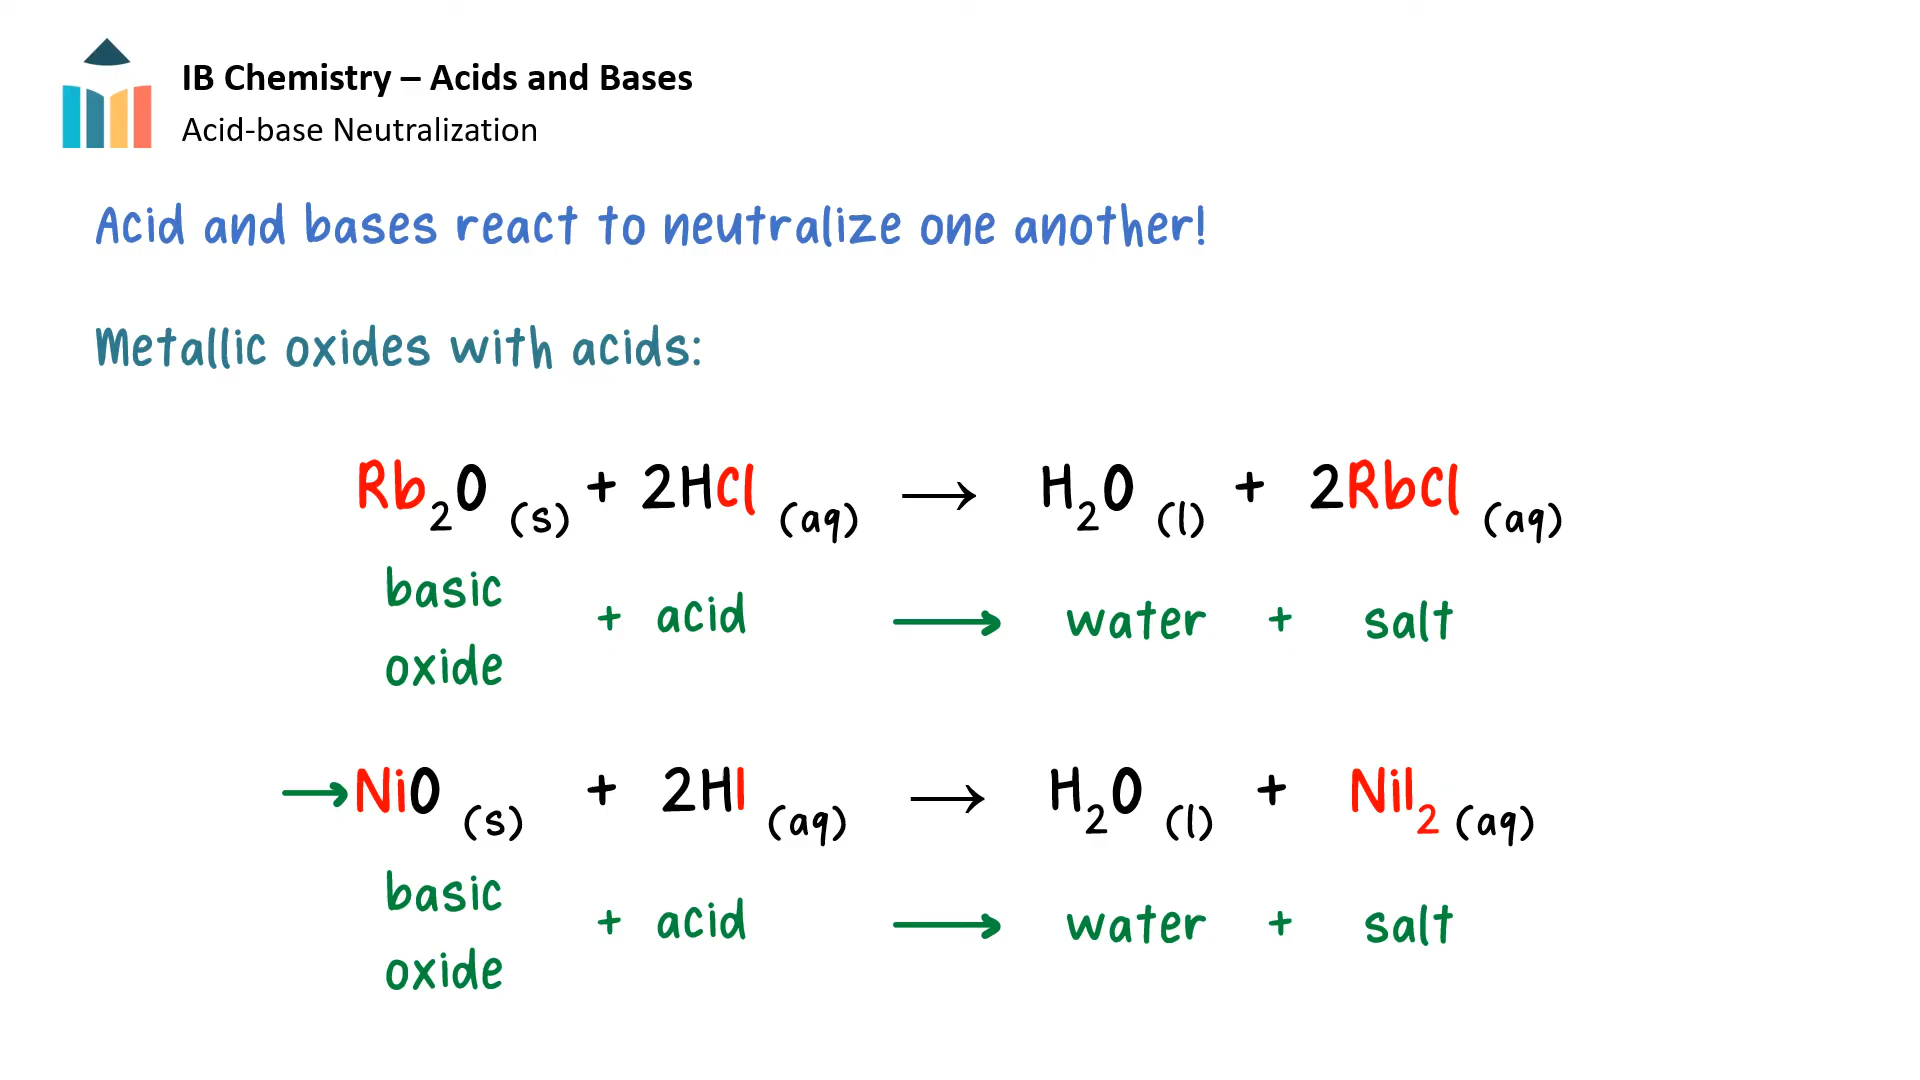 IB Chemistry – Acids and Bases
Acid-base Neutralization
Acid and bases react to neutralize one another!
Metallic oxides with acids:
Rb₂O (s) + 2HCl (aq) → H₂O (l) + 2RbCl (aq)
basic oxide + acid → water + salt
→ NiO (s) + 2HI (aq) → H₂O (l) + NiI₂ (aq)
basic oxide + acid → water + salt